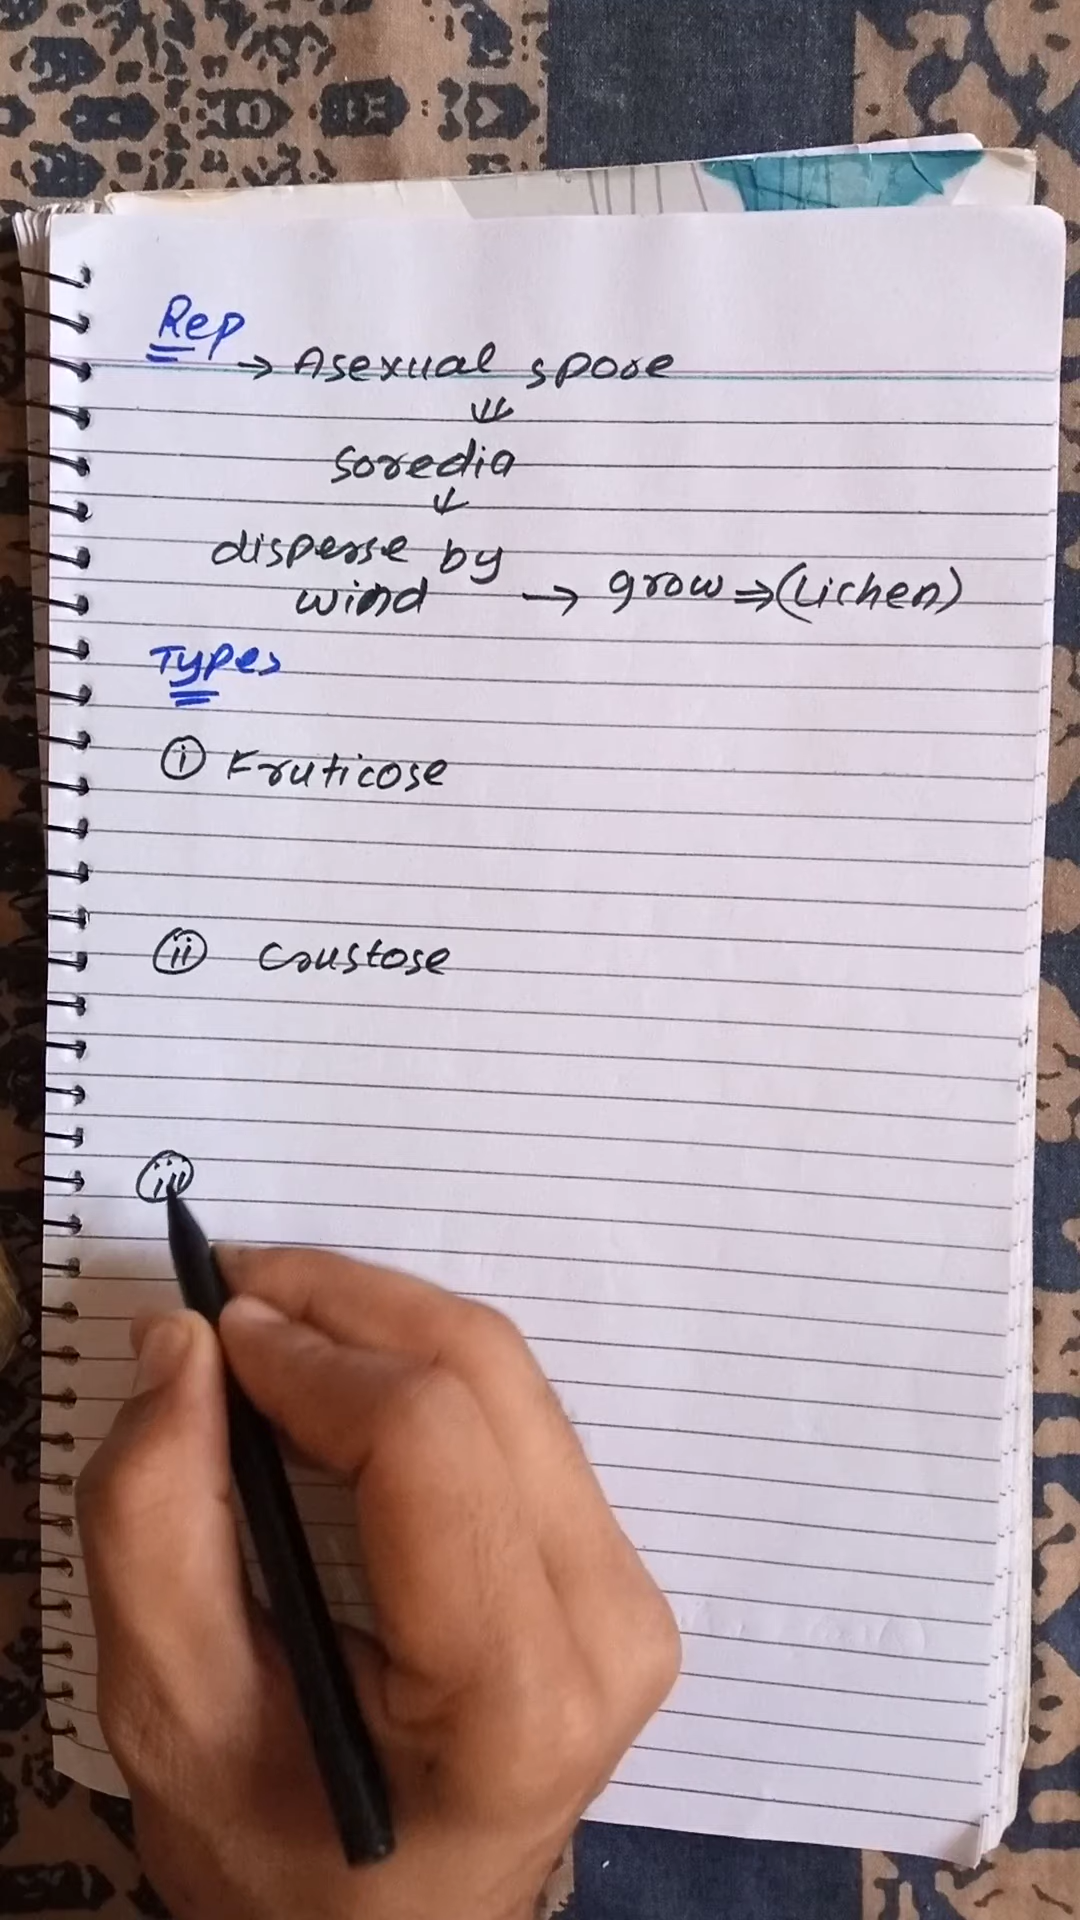 Rep
→ Asexual spore
↓
Soredia
↓
disperse by
wind → grow ⇒ (Lichen)
Types
(i) Fruticose
(ii) Crustose
(iii)